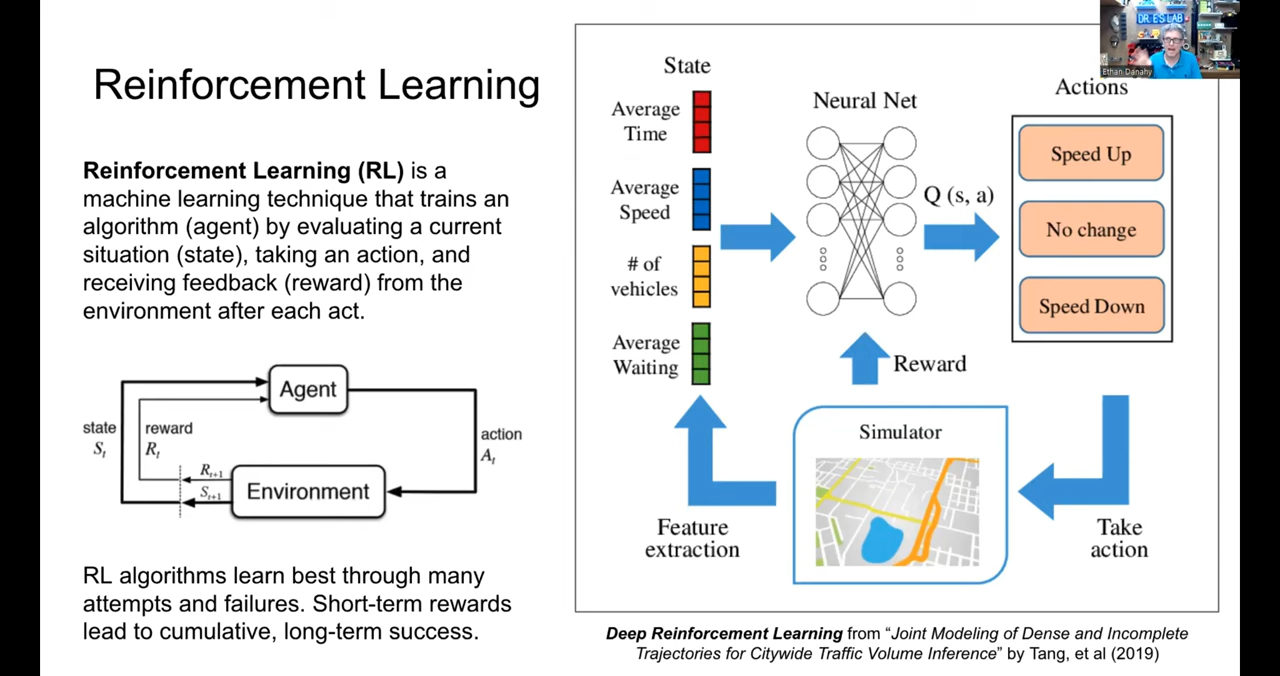 Reinforcement Learning
Reinforcement Learning (RL) is a
machine learning technique that trains an
algorithm (agent) by evaluating a current
situation (state), taking an action, and
receiving feedback (reward) from the
environment after each act.
Agent
state
St
reward
Rt
action
At
Rt+1
St+1
Environment
RL algorithms learn best through many
attempts and failures. Short-term rewards
lead to cumulative, long-term success.
State
Average
Time
Average
Speed
# of
vehicles
Average
Waiting
Neural Net
Q (s, a)
Actions
Speed Up
No change
Speed Down
Reward
Simulator
Feature
extraction
Take
action
Deep Reinforcement Learning from “Joint Modeling of Dense and Incomplete
Trajectories for Citywide Traffic Volume Inference” by Tang, et al (2019)
DR. E'S LAB
Ethan Danahy